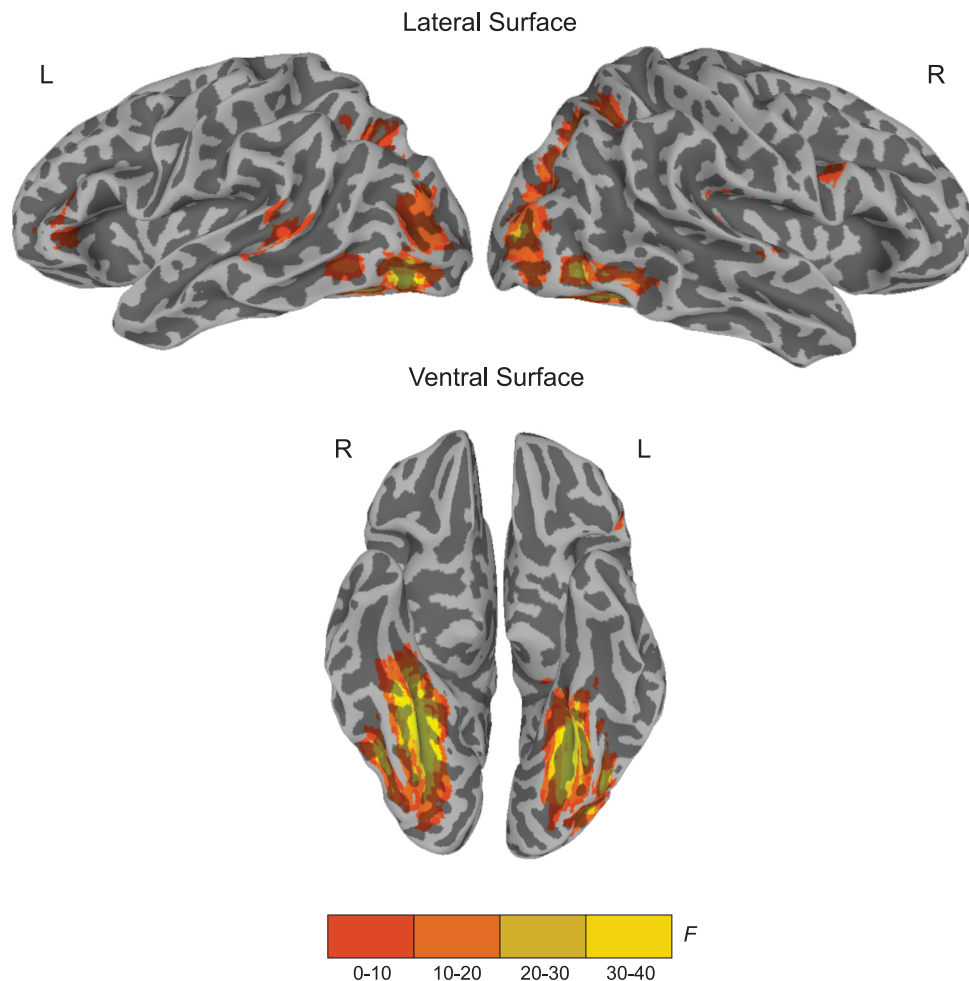 Lateral Surface
L
R
Ventral Surface
R
L
F
0-10
10-20
20-30
30-40